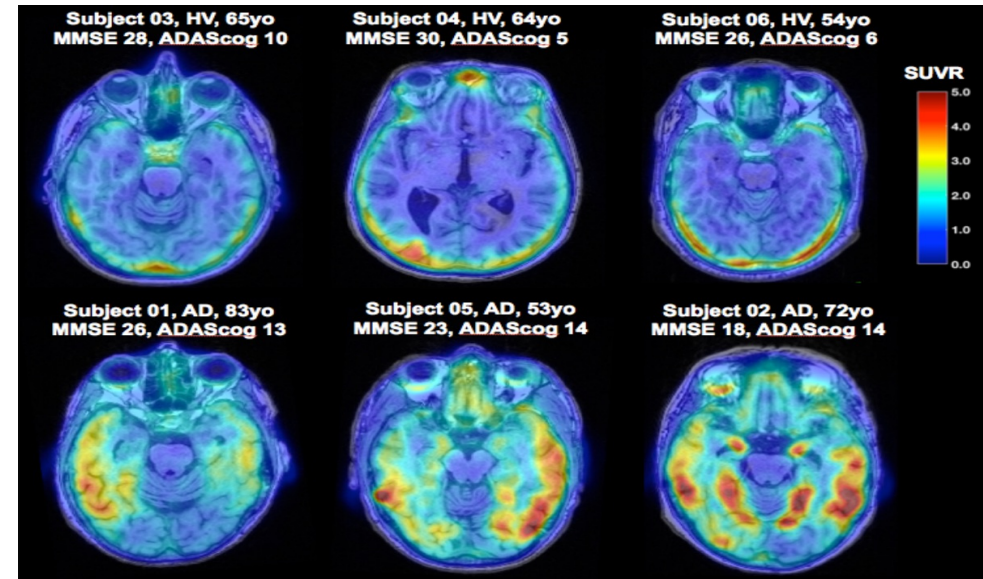 Subject 03, HV, 65yo
MMSE 28, ADAScog 10
Subject 04, HV, 64yo
MMSE 30, ADAScog 5
Subject 06, HV, 54yo
MMSE 26, ADAScog 6
SUVR
5.0
4.0
3.0
2.0
1.0
0.0
Subject 01, AD, 83yo
MMSE 26, ADAScog 13
Subject 05, AD, 53yo
MMSE 23, ADAScog 14
Subject 02, AD, 72yo
MMSE 18, ADAScog 14